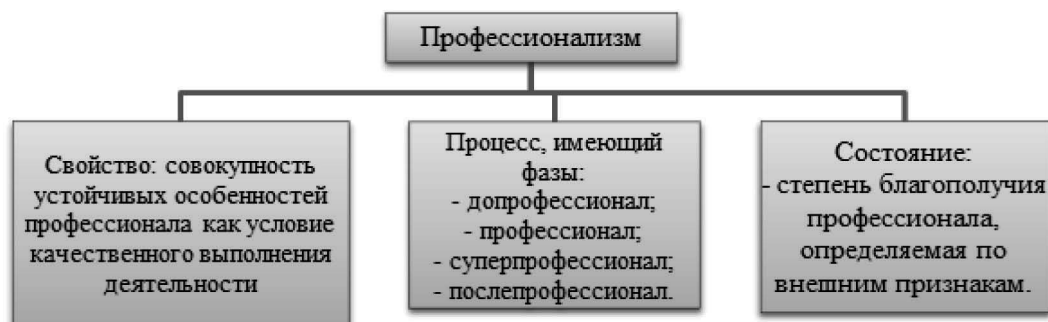 Профессионализм
Свойство: совокупность
устойчивых особенностей
профессионала как условие
качественного выполнения
деятельности
Процесс, имеющий
фазы:
- допрофессионал;
- профессионал;
- суперпрофессионал;
- послепрофессионал.
Состояние:
- степень благополучия
профессионала,
определяемая по
внешним признакам.